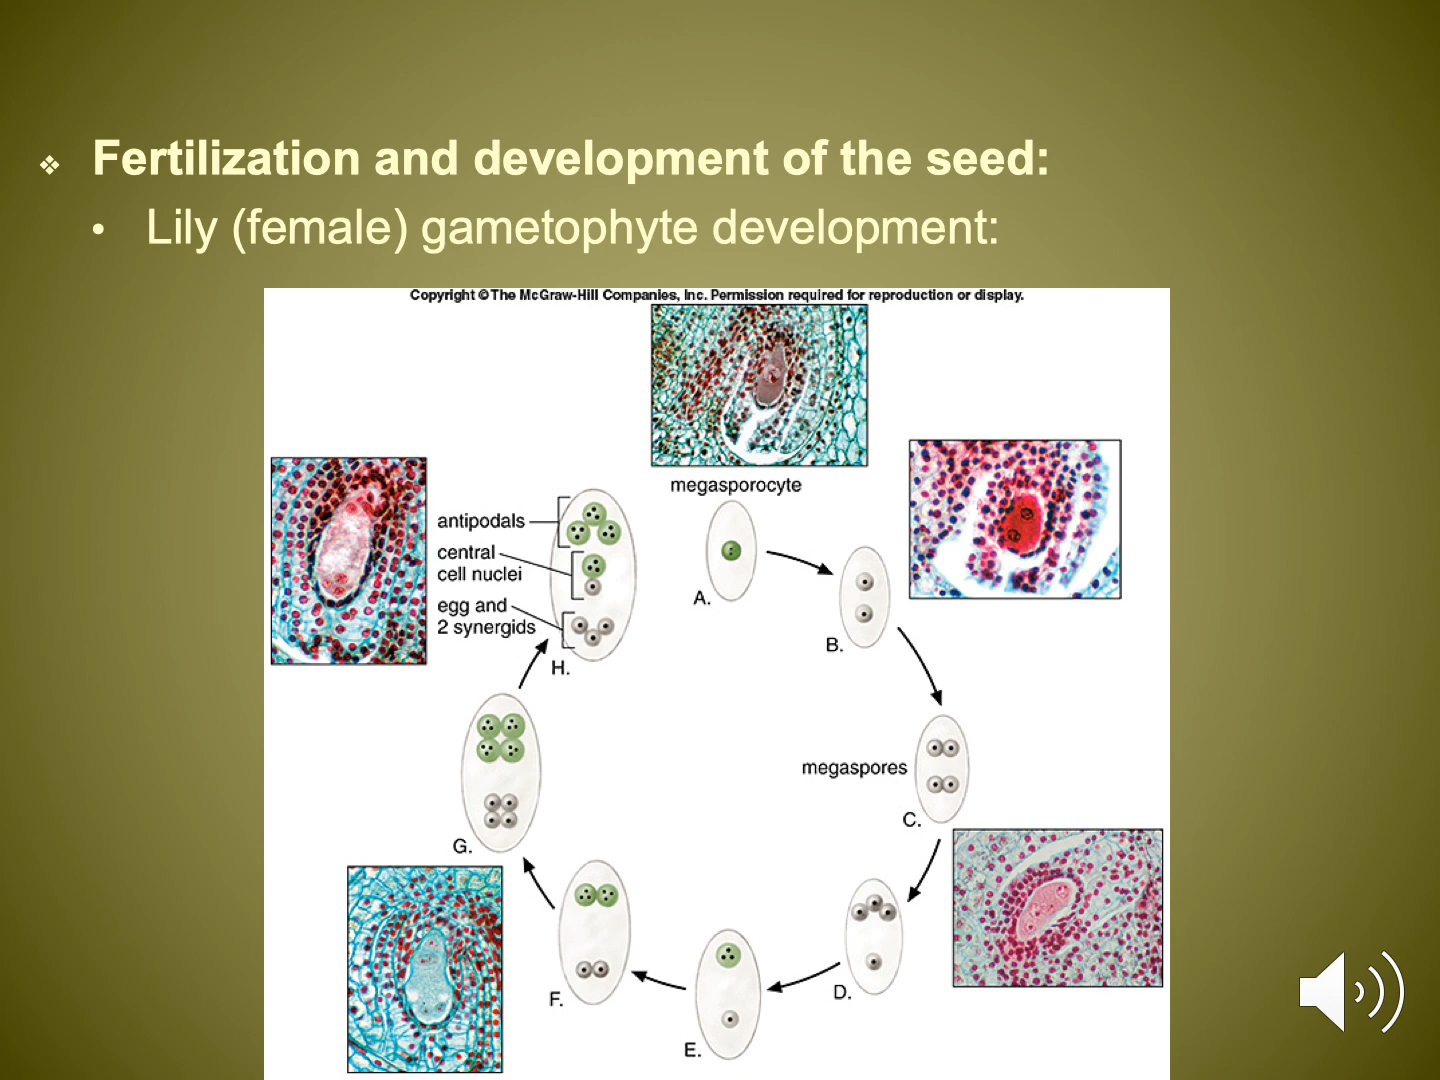 Fertilization and development of the seed:
Lily (female) gametophyte development:
Copyright © The McGraw-Hill Companies, Inc. Permission required for reproduction or display.
megasporocyte
A.
B.
megaspores
C.
D.
E.
F.
G.
antipodals
central
cell nuclei
egg and
2 synergids
H.